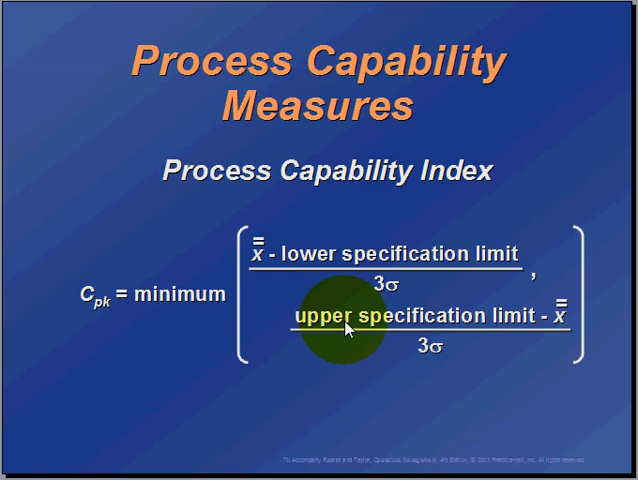 Process Capability
Measures
Process Capability Index
C_pk = minimum
x̿ - lower specification limit
3σ
,
upper specification limit - x̿
3σ
To Accompany Russell and Taylor, Operations Management, 4th Edition, © 2003 Prentice-Hall, Inc. All rights reserved.